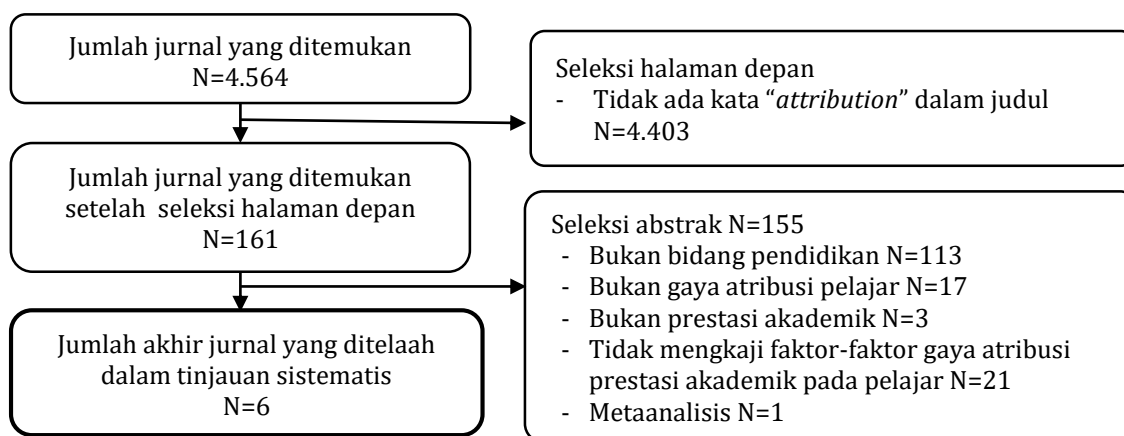 Jumlah jurnal yang ditemukan
N=4.564
Seleksi halaman depan
- Tidak ada kata “attribution” dalam judul
N=4.403
Jumlah jurnal yang ditemukan
setelah seleksi halaman depan
N=161
Seleksi abstrak N=155
- Bukan bidang pendidikan N=113
- Bukan gaya atribusi pelajar N=17
- Bukan prestasi akademik N=3
- Tidak mengkaji faktor-faktor gaya atribusi
prestasi akademik pada pelajar N=21
- Metaanalisis N=1
Jumlah akhir jurnal yang ditelaah
dalam tinjauan sistematis
N=6